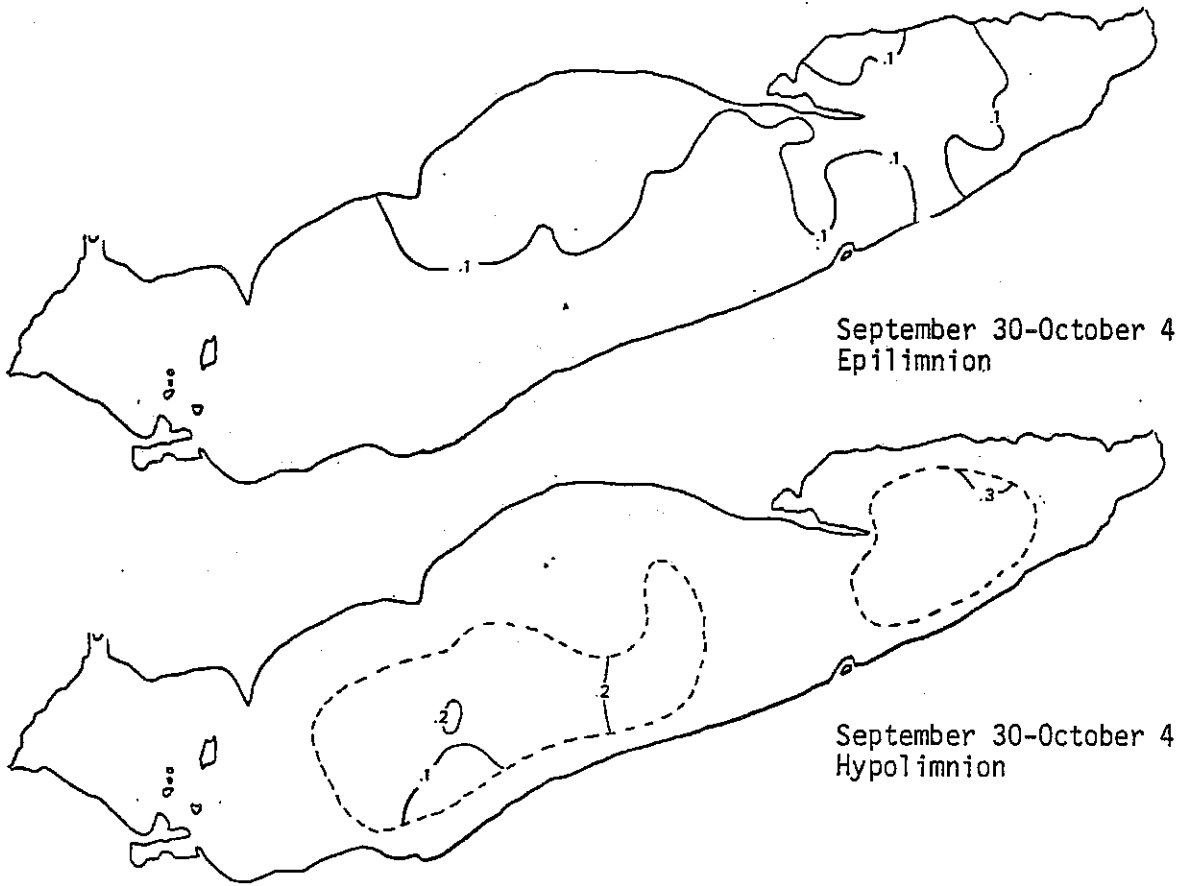 .1
.1
.1
.1
.1
September 30-October 4
Epilimnion
.3
.2
.2
.1
September 30-October 4
Hypolimnion